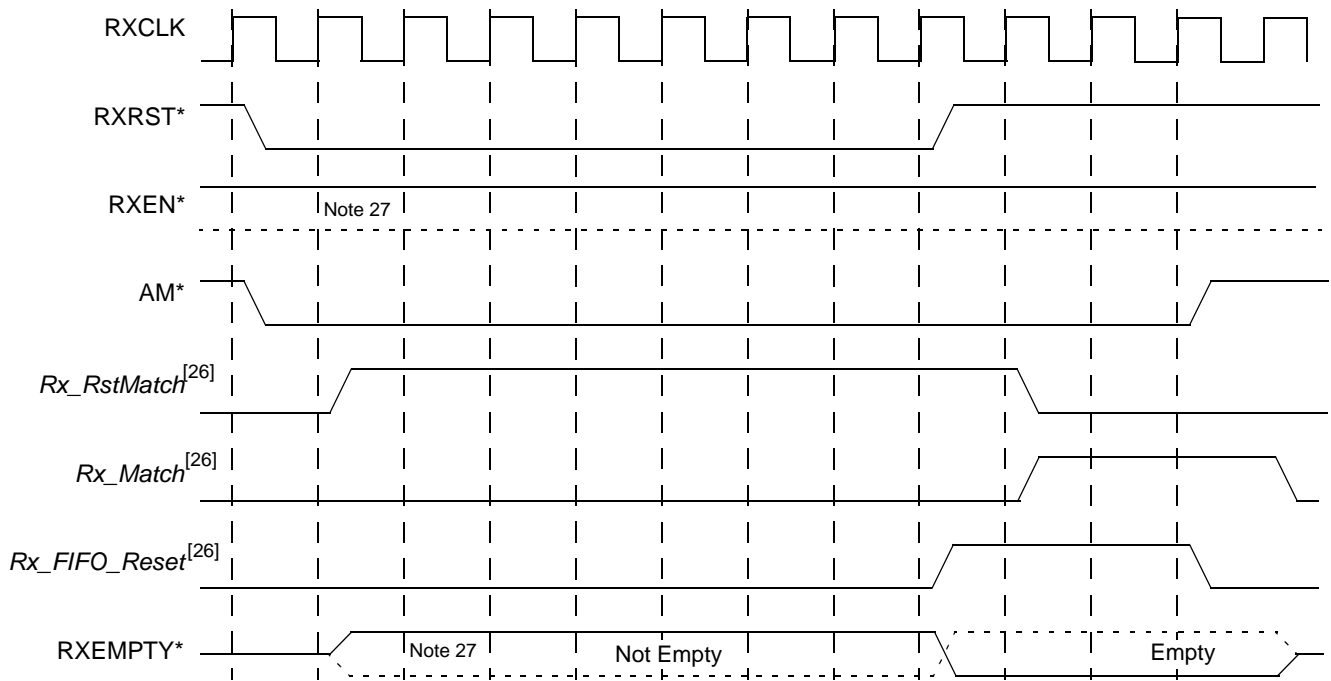 RXCLK
RXRST*
RXEN*
Note 27
AM*
Rx_RstMatch[26]
Rx_Match[26]
Rx_FIFO_Reset[26]
RXEMPTY*
Note 27
Not Empty
Empty